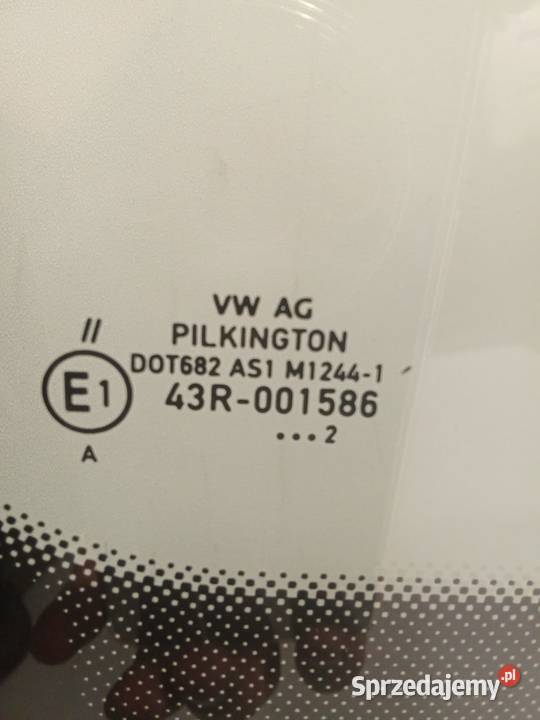 VW AG
//
PILKINGTON
DOT682 AS1 M1244-1
E1
43R-001586
...2
A
Sprzedajemy.pl